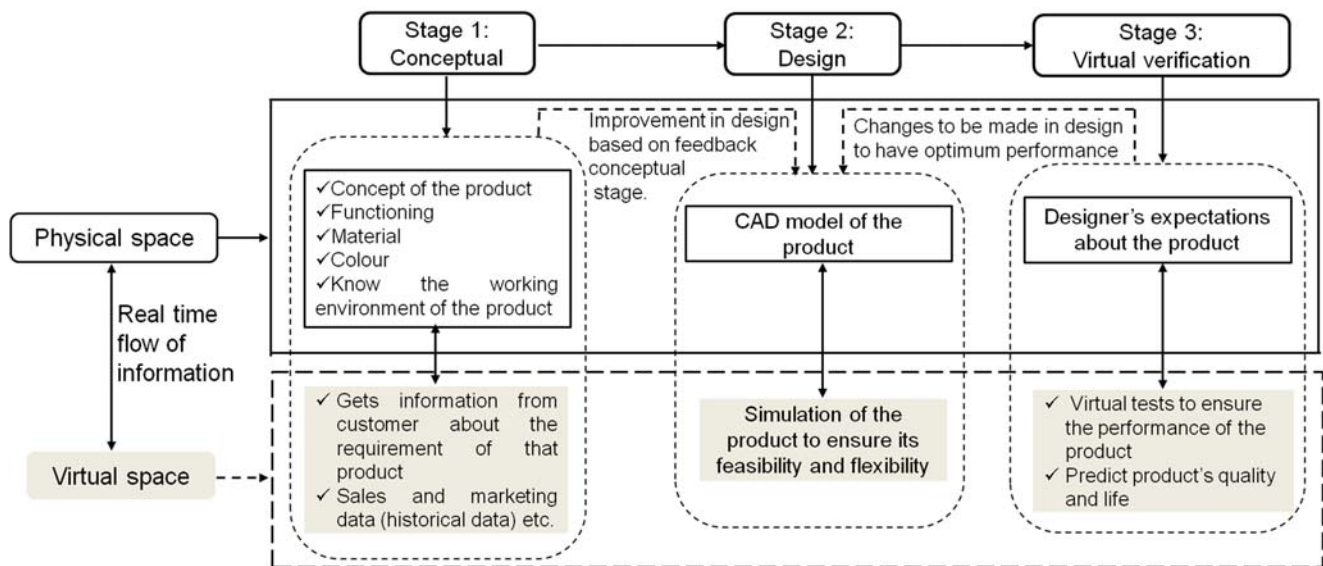 Stage 1:
Conceptual
Stage 2:
Design
Stage 3:
Virtual verification
Improvement in design
based on feedback
conceptual
stage.
Changes to be made in design
to have optimum performance
✓Concept of the product
✓Functioning
✓Material
✓Colour
✓Know the working
environment of the product
CAD model of the
product
Designer's expectations
about the product
Physical space
Real time
flow of
information
Virtual space
✓ Gets information from
customer about the
requirement of that
product
✓ Sales and marketing
data (historical data) etc.
Simulation of the
product to ensure its
feasibility and flexibility
✓ Virtual tests to ensure
the performance of the
product
✓ Predict product's quality
and life